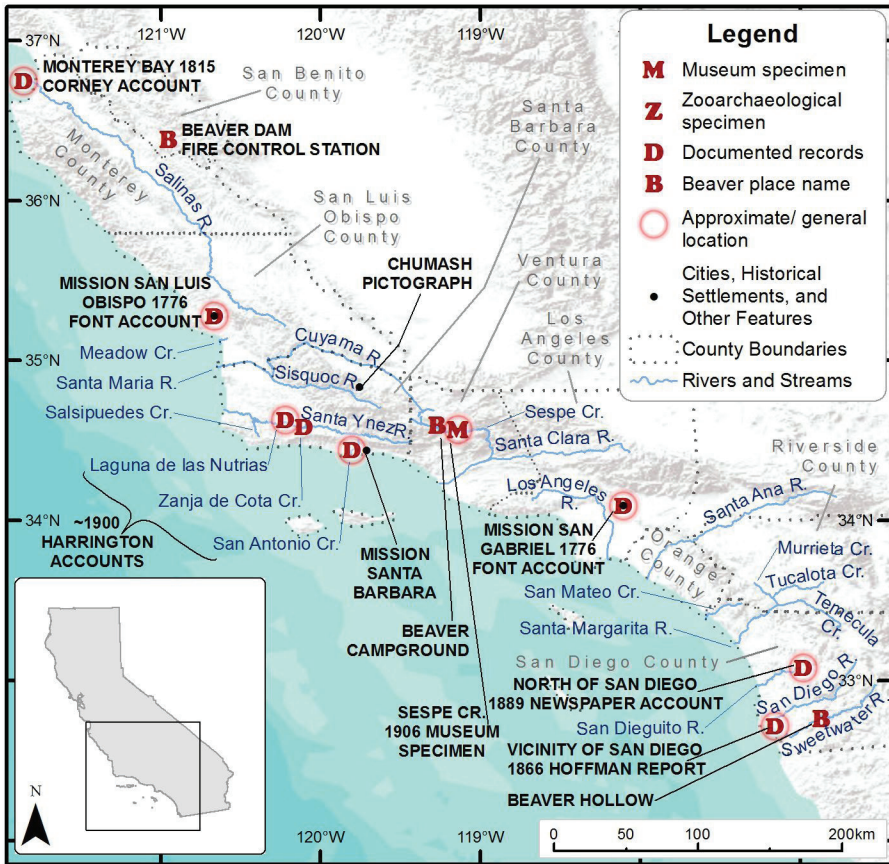 37°N
121°W
120°W
119°W
Legend
M Museum specimen
Z Zooarchaeological
specimen
D Documented records
B Beaver place name
Approximate/ general
location
Cities, Historical
Settlements, and
Other Features
County Boundaries
Rivers and Streams
D
MONTEREY BAY 1815
CORNEY ACCOUNT
San Benito
County
B
BEAVER DAM
FIRE CONTROL STATION
Santa
Barbara
County
Monterey
County
Salinas R.
36°N
San Luis
Obispo
County
CHUMASH
PICTOGRAPH
Ventura
County
Los
Angeles
County
MISSION SAN LUIS
OBISPO 1776
FONT ACCOUNT
D
35°N
Meadow Cr.
Cuyama R.
Santa Maria R.
Sisquoc R.
Salsipuedes Cr.
D
D
Santa Ynez R.
B
M
Sespe Cr.
Santa Clara R.
Riverside
County
Laguna de las Nutrias
D
Los Angeles
R.
Santa Ana R.
Zanja de Cota Cr.
D
34°N
34°N
~1900
HARRINGTON
ACCOUNTS
San Antonio Cr.
MISSION
SANTA
BARBARA
MISSION SAN
GABRIEL 1776
FONT ACCOUNT
Orange
County
Murrieta Cr.
Tucalota Cr.
San Mateo Cr.
Temecula
Cr.
Santa Margarita R.
BEAVER
CAMPGROUND
San Diego County
D
33°N
NORTH OF SAN DIEGO
1889 NEWSPAPER ACCOUNT
San Diego R.
SESPE CR.
1906 MUSEUM
SPECIMEN
San Dieguito R.
D
B
Sweetwater R.
VICINITY OF SAN DIEGO
1866 HOFFMAN REPORT
BEAVER HOLLOW
N
120°W
119°W
0 50 100 200km